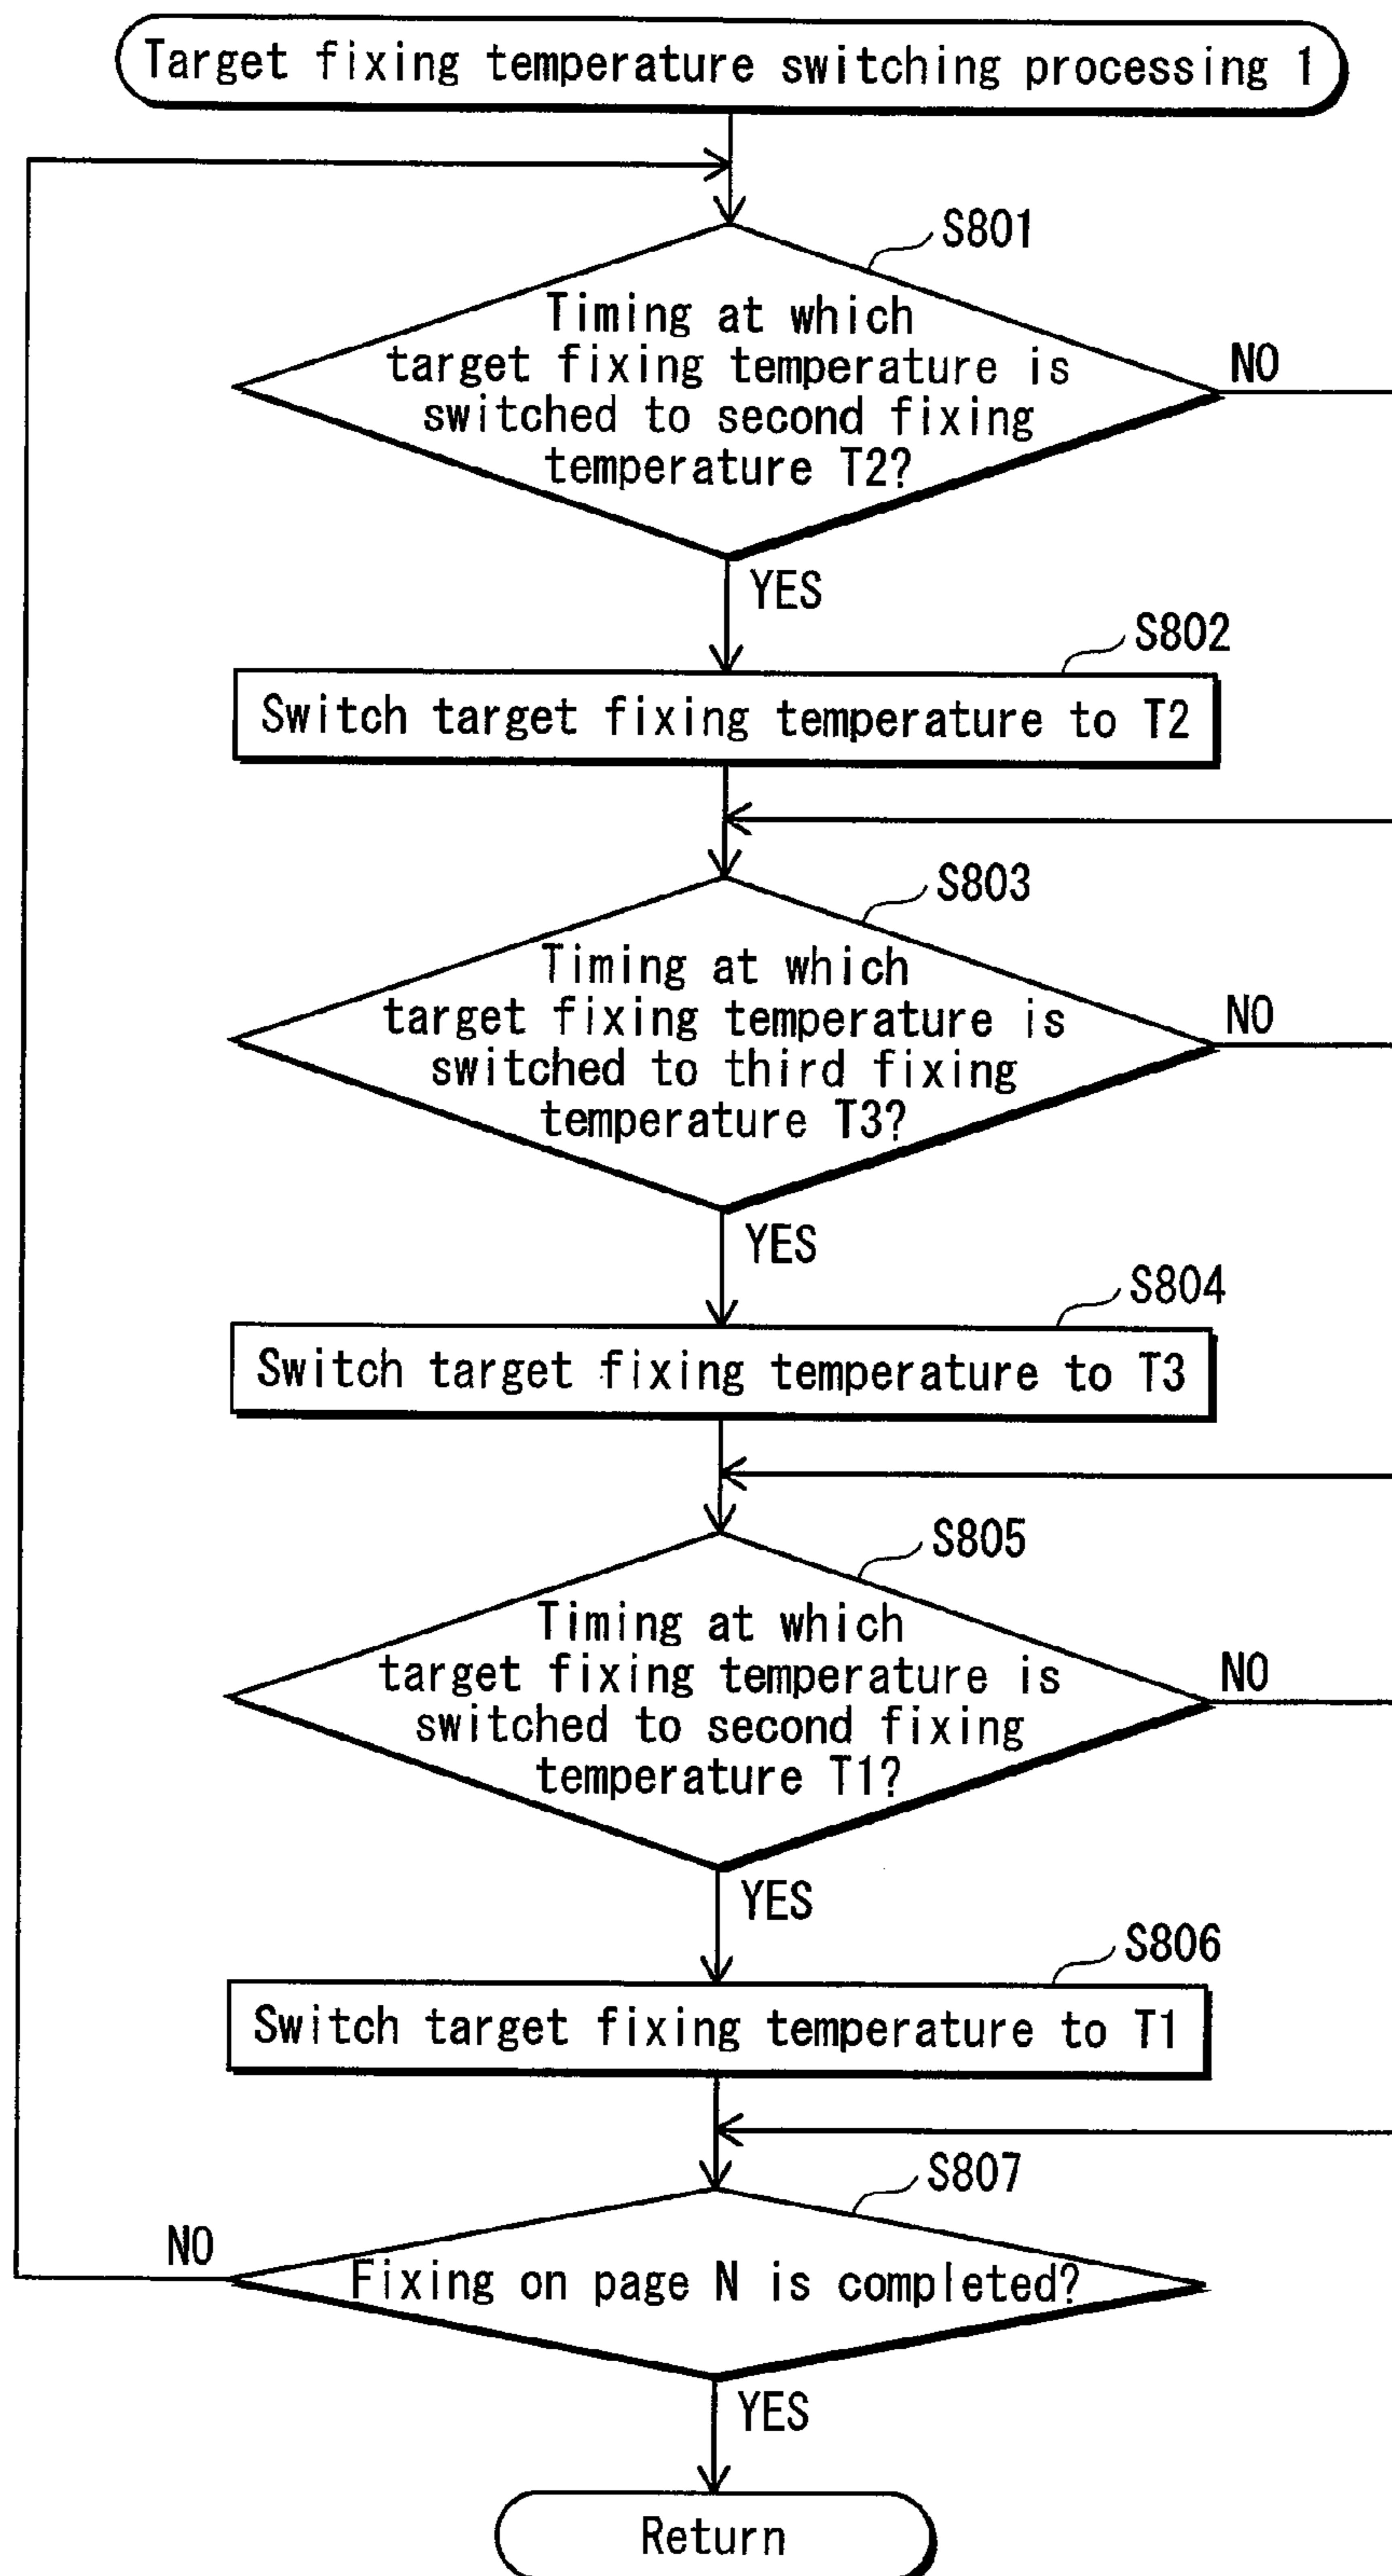 Target fixing temperature switching processing 1
S801
Timing at which
target fixing temperature is
switched to second fixing
temperature T2?
NO
YES
S802
Switch target fixing temperature to T2
S803
Timing at which
target fixing temperature is
switched to third fixing
temperature T3?
NO
YES
S804
Switch target fixing temperature to T3
S805
Timing at which
target fixing temperature is
switched to second fixing
temperature T1?
NO
YES
S806
Switch target fixing temperature to T1
S807
NO
Fixing on page N is completed?
YES
Return